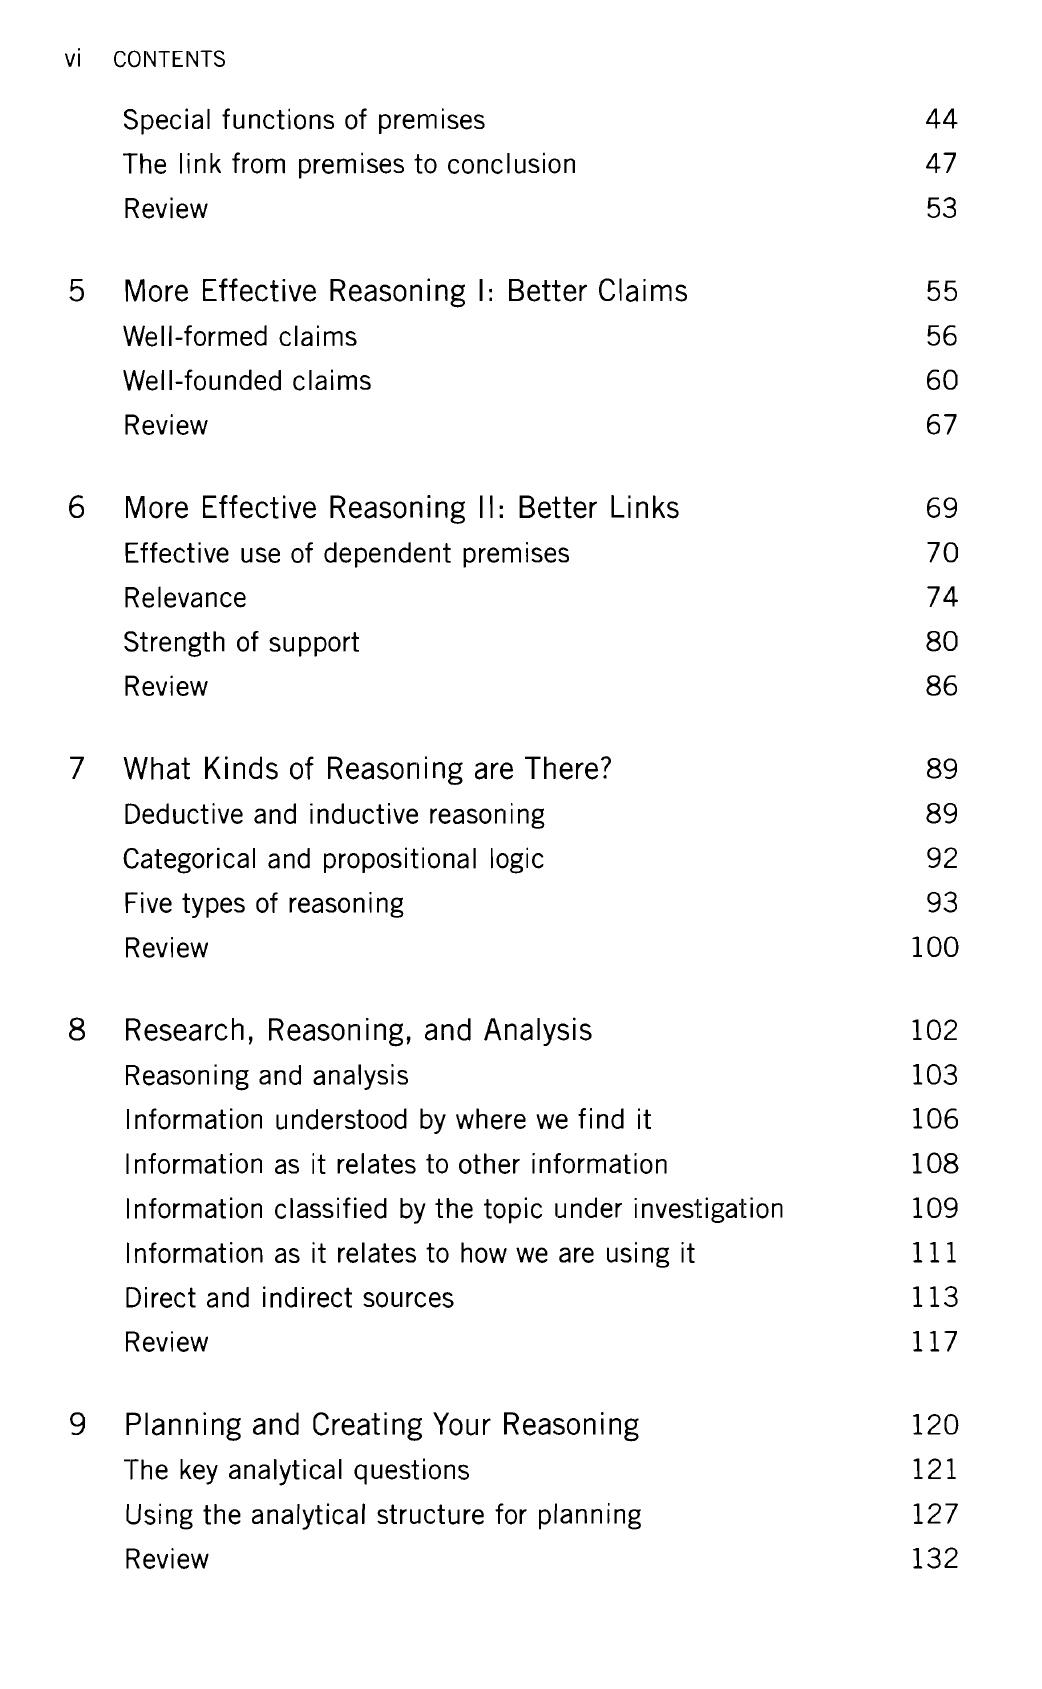 vi CONTENTS
Special functions of premises 44
The link from premises to conclusion 47
Review 53
5 More Effective Reasoning I: Better Claims 55
Well-formed claims 56
Well-founded claims 60
Review 67
6 More Effective Reasoning II: Better Links 69
Effective use of dependent premises 70
Relevance 74
Strength of support 80
Review 86
7 What Kinds of Reasoning are There? 89
Deductive and inductive reasoning 89
Categorical and propositional logic 92
Five types of reasoning 93
Review 100
8 Research, Reasoning, and Analysis 102
Reasoning and analysis 103
Information understood by where we find it 106
Information as it relates to other information 108
Information classified by the topic under investigation 109
Information as it relates to how we are using it 111
Direct and indirect sources 113
Review 117
9 Planning and Creating Your Reasoning 120
The key analytical questions 121
Using the analytical structure for planning 127
Review 132